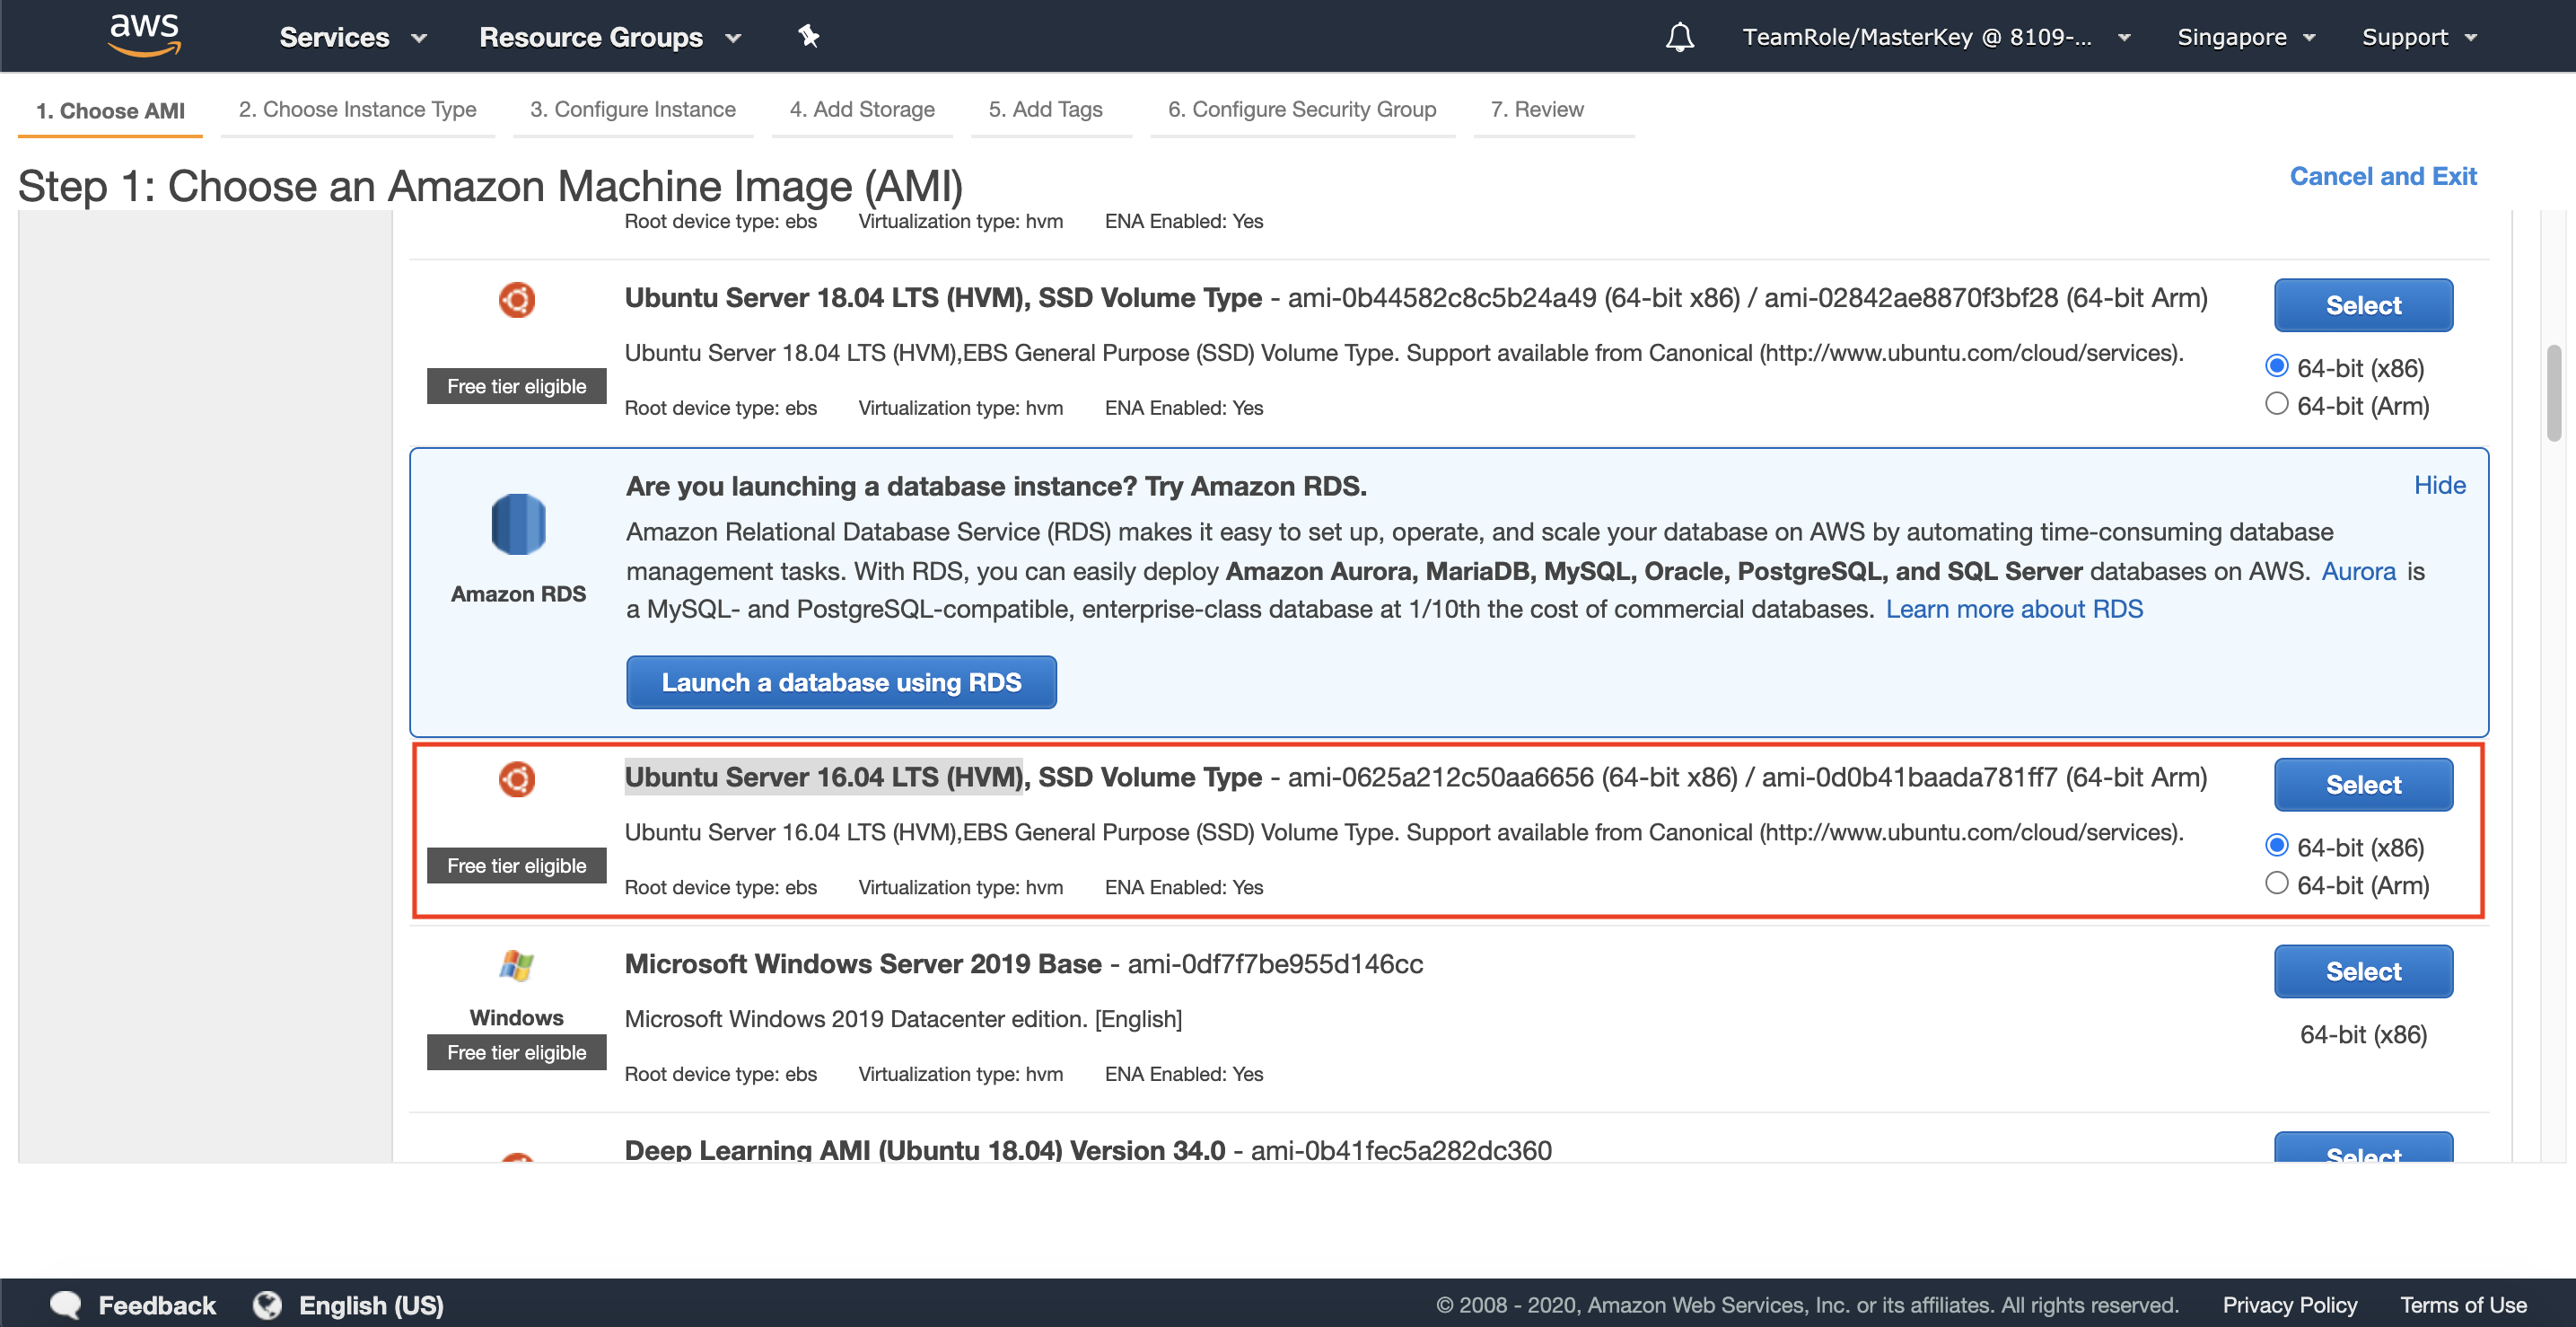 aws Services Resource Groups TeamRole/MasterKey @ 8109-... Singapore Support
1. Choose AMI 2. Choose Instance Type 3. Configure Instance 4. Add Storage 5. Add Tags 6. Configure Security Group 7. Review
Step 1: Choose an Amazon Machine Image (AMI) Cancel and Exit
Root device type: ebs Virtualization type: hvm ENA Enabled: Yes
Ubuntu Server 18.04 LTS (HVM), SSD Volume Type - ami-0b44582c8c5b24a49 (64-bit x86) / ami-02842ae8870f3bf28 (64-bit Arm) Select
Ubuntu Server 18.04 LTS (HVM),EBS General Purpose (SSD) Volume Type. Support available from Canonical (http://www.ubuntu.com/cloud/services).
64-bit (x86)
Free tier eligible
Root device type: ebs Virtualization type: hvm ENA Enabled: Yes 64-bit (Arm)
Are you launching a database instance? Try Amazon RDS. Hide
Amazon Relational Database Service (RDS) makes it easy to set up, operate, and scale your database on AWS by automating time-consuming database
management tasks. With RDS, you can easily deploy Amazon Aurora, MariaDB, MySQL, Oracle, PostgreSQL, and SQL Server databases on AWS. Aurora is
Amazon RDS
a MySQL- and PostgreSQL-compatible, enterprise-class database at 1/10th the cost of commercial databases. Learn more about RDS
Launch a database using RDS
Ubuntu Server 16.04 LTS (HVM), SSD Volume Type - ami-0625a212c50aa6656 (64-bit x86) / ami-0d0b41baada781ff7 (64-bit Arm) Select
Ubuntu Server 16.04 LTS (HVM),EBS General Purpose (SSD) Volume Type. Support available from Canonical (http://www.ubuntu.com/cloud/services).
64-bit (x86)
Free tier eligible
Root device type: ebs Virtualization type: hvm ENA Enabled: Yes 64-bit (Arm)
Microsoft Windows Server 2019 Base - ami-0df7f7be955d146cc Select
Windows Microsoft Windows 2019 Datacenter edition. [English]
64-bit (x86)
Free tier eligible
Root device type: ebs Virtualization type: hvm ENA Enabled: Yes
Deep Learning AMI (Ubuntu 18.04) Version 34.0 - ami-0b41fec5a282dc360 Select
Feedback English (US) © 2008 - 2020, Amazon Web Services, Inc. or its affiliates. All rights reserved. Privacy Policy Terms of Use